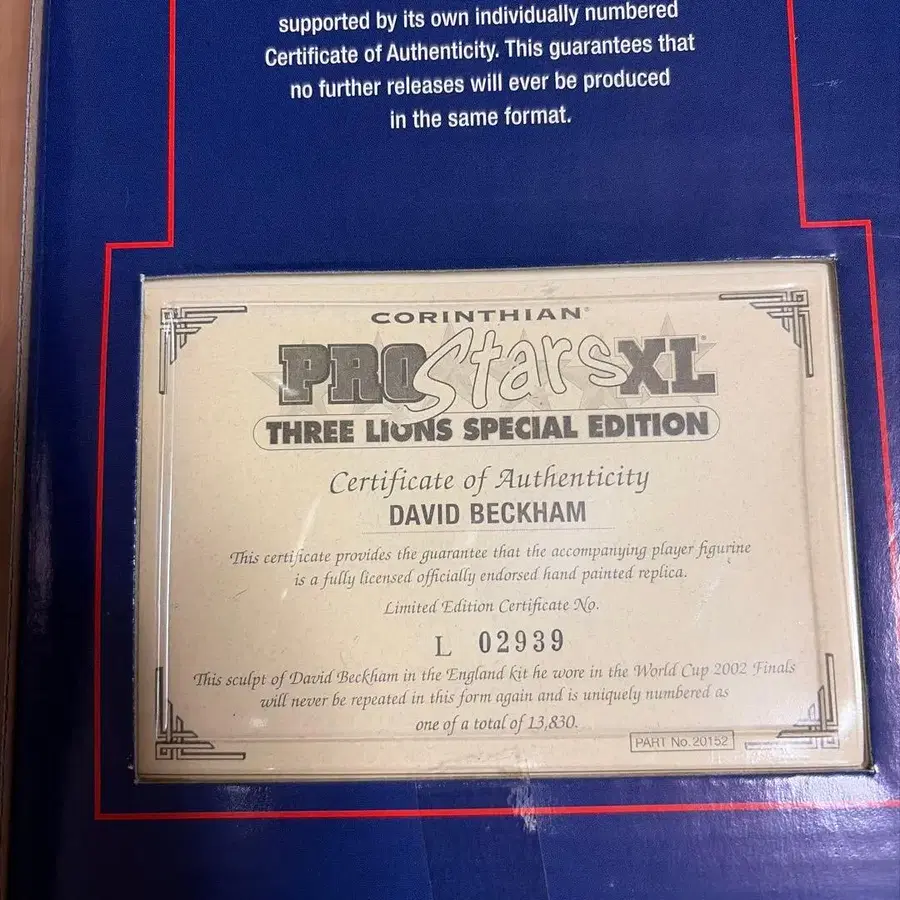 supported by its own individually numbered
Certificate of Authenticity. This guarantees that
no further releases will ever be produced
in the same format.
CORINTHIAN®
PRO Stars XL
THREE LIONS SPECIAL EDITION
Certificate of Authenticity
DAVID BECKHAM
This certificate provides the guarantee that the accompanying player figurine
is a fully licensed officially endorsed hand painted replica.
Limited Edition Certificate No.
L 02939
This sculpt of David Beckham in the England kit he wore in the World Cup 2002 Finals
will never be repeated in this form again and is uniquely numbered as
one of a total of 13,830.
PART No. 20152